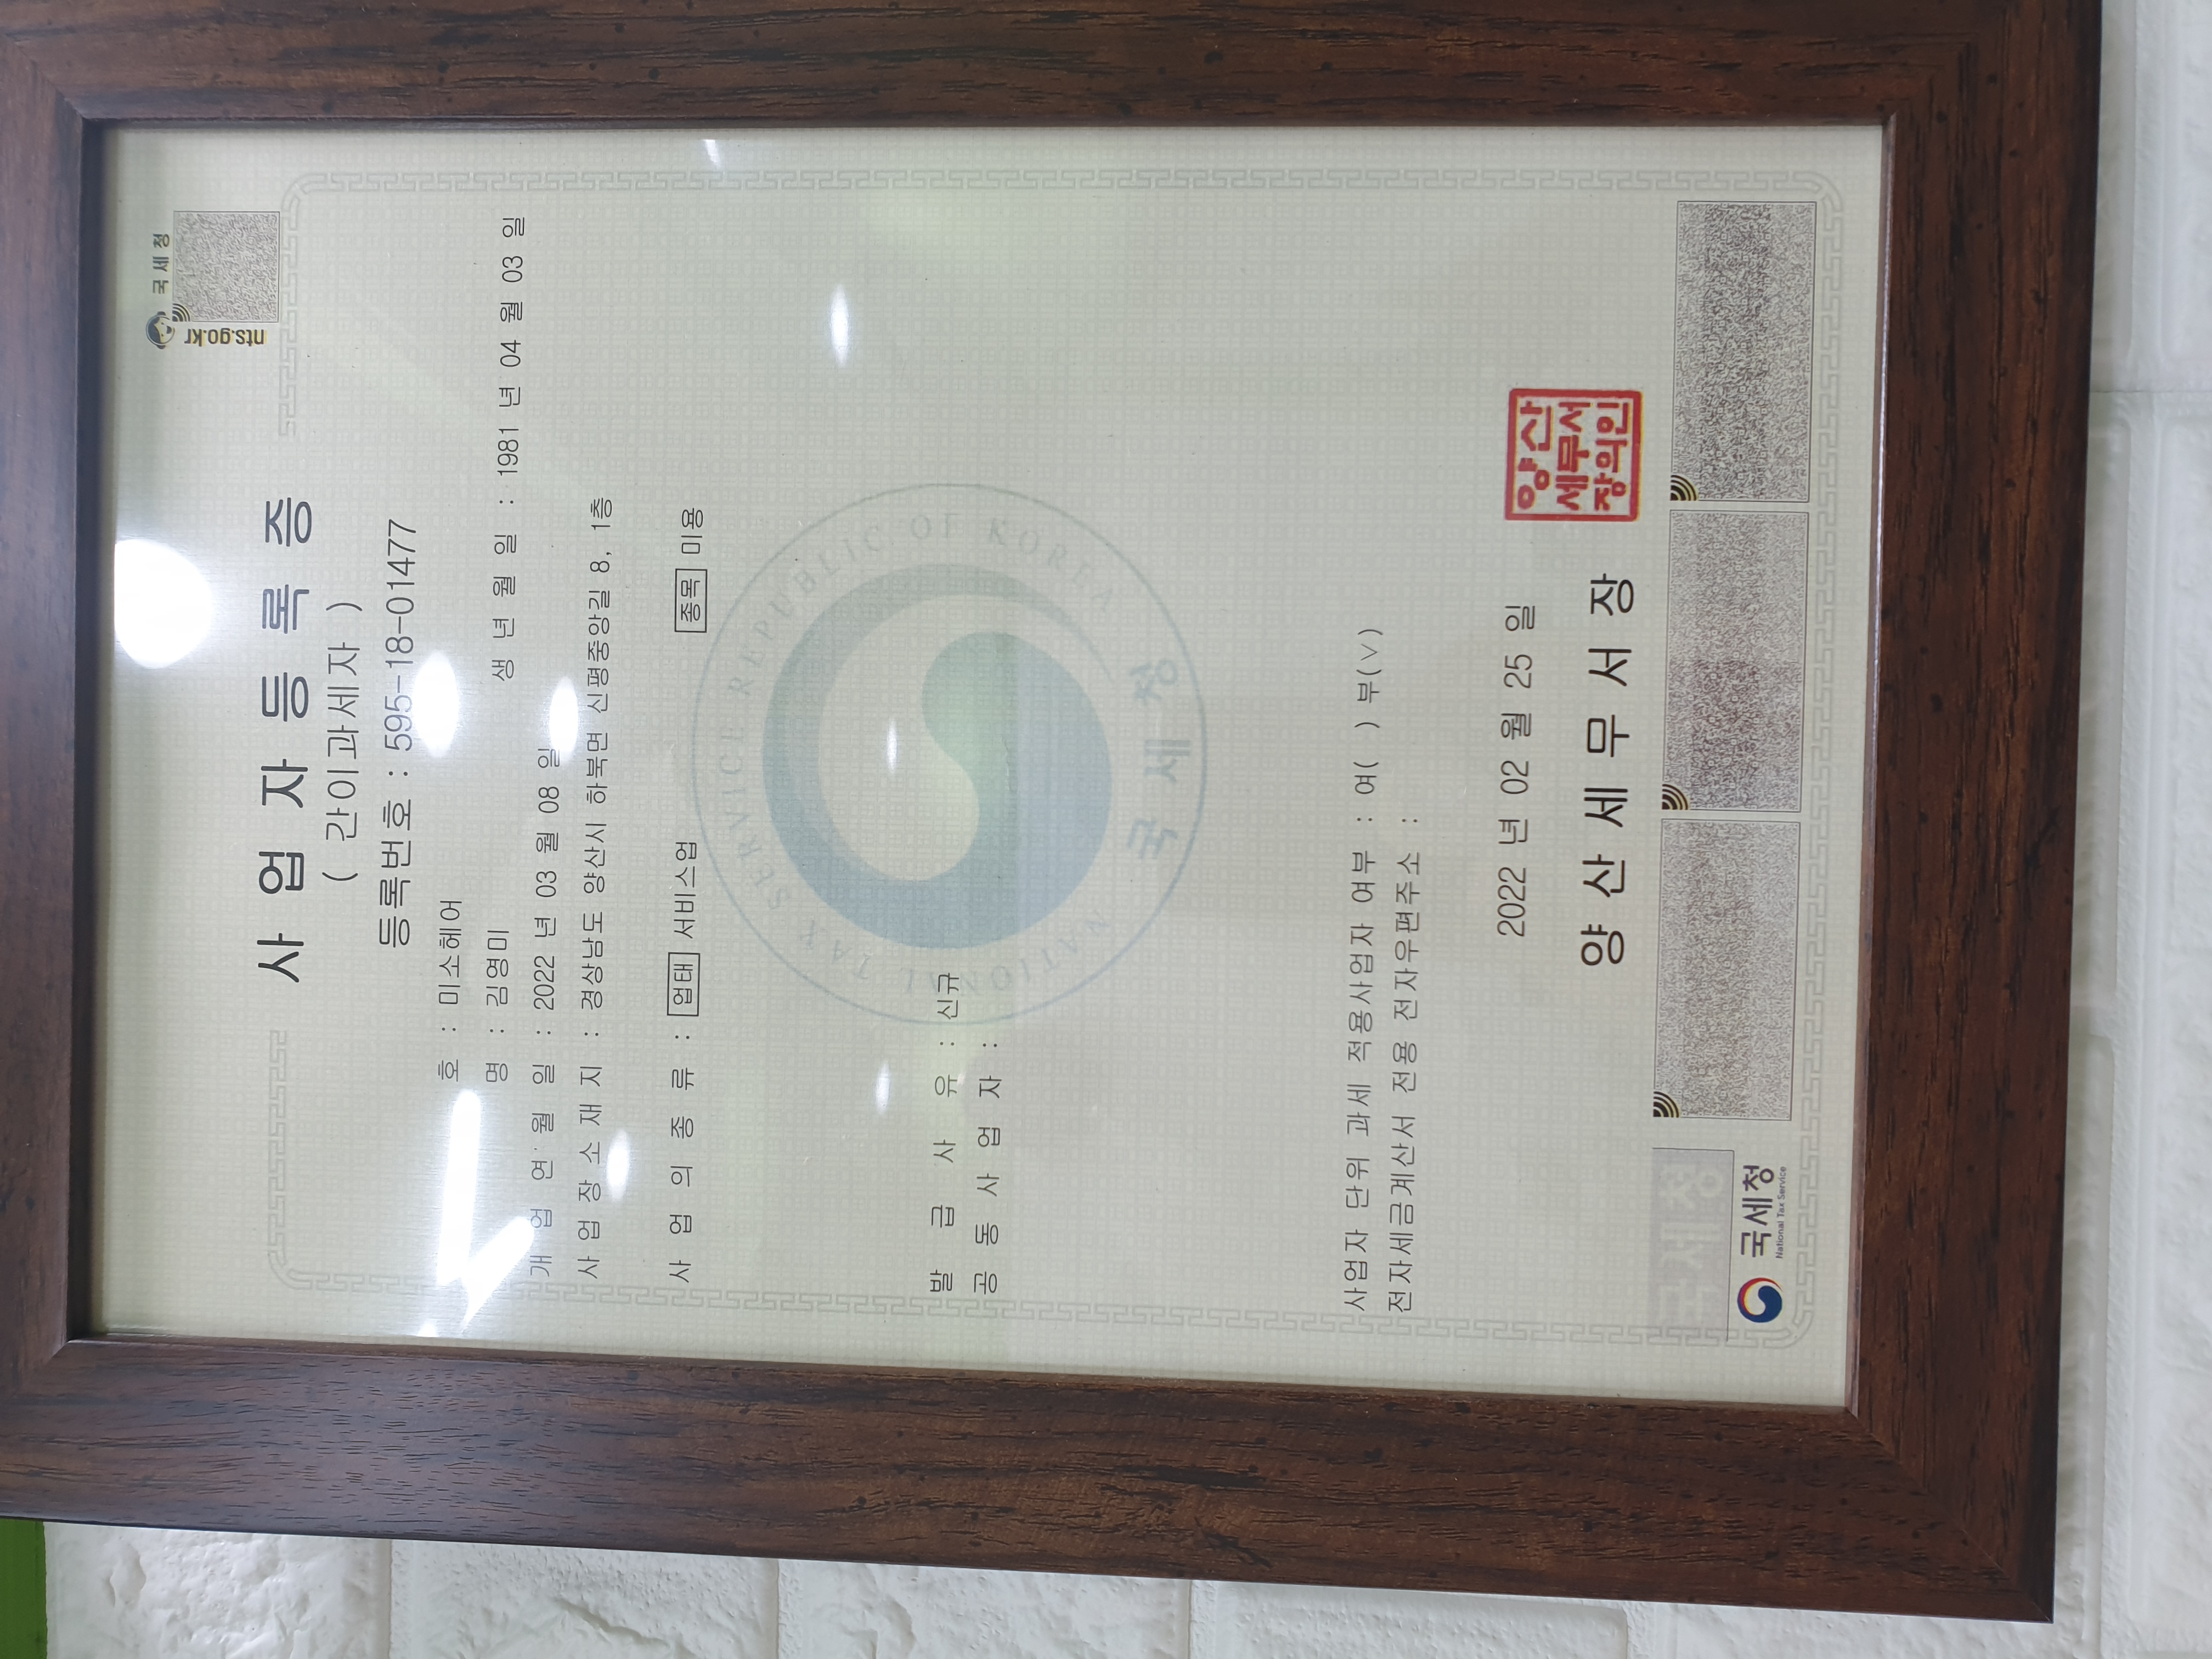 국세청
nts.go.kr
사업자등록증
( 간이과세자 )
등록번호 : 595-18-01477
호 : 미소헤어
명 : 김영미 생 년 월 일 : 1981 년 04 월 03 일
개 업 연 월 일 : 2022 년 03 월 08 일
사 업 장 소 재 지 : 경상남도 양산시 하북면 신평중앙길 8, 1층
사 업 의 종 류 : 업태 서비스업 종목 미용
NATIONAL TAX SERVICE REPUBLIC OF KOREA
국세청
발 급 사 유 : 신규
공 동 사 업 자 :
사업자 단위 과세 적용사업자 여부 : 여( ) 부(∨)
전자세금계산서 전용 전자우편주소 :
2022 년 02 월 25 일
양 산 세 무 서 장
양산
세무서
장의인
국세청
국세청
National Tax Service